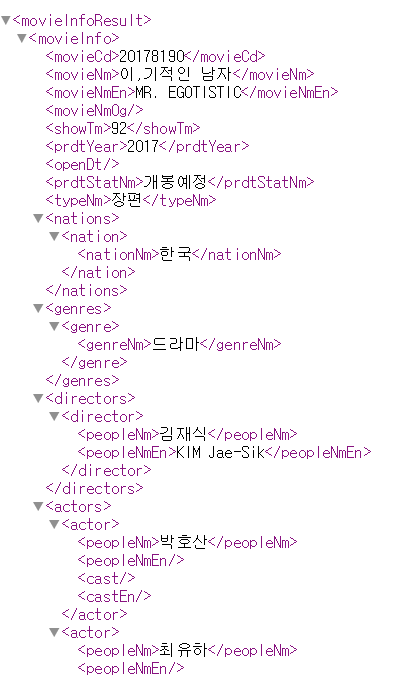 <movieInfoResult>
<movieInfo>
<movieCd>20178190</movieCd>
<movieNm>이,기적인 남자</movieNm>
<movieNmEn>MR. EGOTISTIC</movieNmEn>
<movieNmOg/>
<showTm>92</showTm>
<prdtYear>2017</prdtYear>
<openDt/>
<prdtStatNm>개봉예정</prdtStatNm>
<typeNm>장편</typeNm>
<nations>
<nation>
<nationNm>한국</nationNm>
</nation>
</nations>
<genres>
<genre>
<genreNm>드라마</genreNm>
</genre>
</genres>
<directors>
<director>
<peopleNm>김재식</peopleNm>
<peopleNmEn>KIM Jae-Sik</peopleNmEn>
</director>
</directors>
<actors>
<actor>
<peopleNm>박호산</peopleNm>
<peopleNmEn/>
<cast/>
<castEn/>
</actor>
<actor>
<peopleNm>최유하</peopleNm>
<peopleNmEn/>